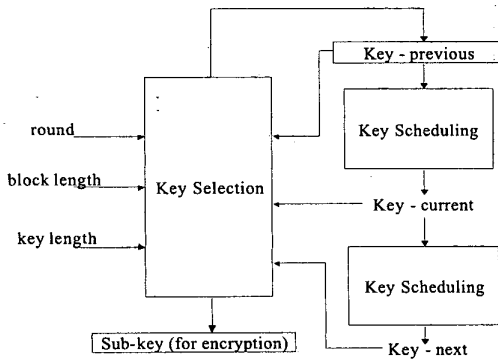 Key - previous
Key Scheduling
round
block length
Key Selection
Key - current
key length
Key Scheduling
Sub-key (for encryption)
Key - next